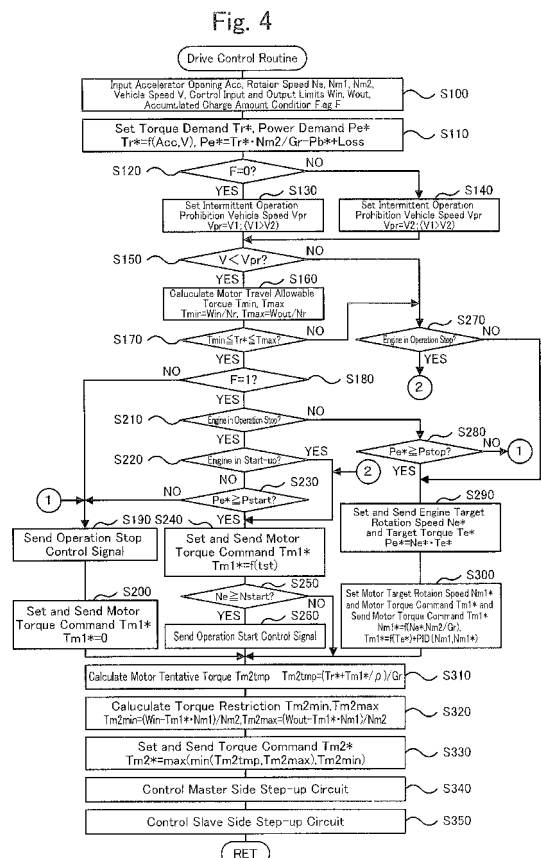 Fig. 4
Drive Control Routine
Input Accelerator Opening Acc, Rotaion Speed Ne, Nm1, Nm2,
Vehicle Speed V, Control Input and Output Limits Win, Wout,
Accumulated Charge Amount Condition F ag F
S100
Set Torque Demand Tr*, Power Demand Pe*
Tr*=f(Acc,V), Pe*=Tr*·Nm2/Gr-Pb*+Loss
S110
S120
F=0?
NO
YES
S130
Set Intermittent Operation
Prohibition Vehicle Speed Vpr
Vpr=V1;(V1>V2)
S140
Set Intermittent Operation
Prohibition Vehicle Speed Vpr
Vpr=V2;(V1>V2)
S150
V<Vpr?
NO
YES
S160
Caluculate Motor Travel Allowable
Torque Tmin, Tmax
Tmin=Win/Nr, Tmax=Wout/Nr
S170
Tmin≦Tr*≦Tmax?
NO
YES
S270
Engine in Operation Stop?
NO
YES
2
NO
F=1?
S180
YES
S210
Engine in Operation Stop?
NO
YES
S220
Engine in Start-up?
YES
NO
2
S280
Pe*≧Pstop?
NO
1
YES
1
NO
S230
Pe*≧Pstart?
YES
S190
Send Operation Stop
Control Signal
S240
Set and Send Motor
Torque Command Tm1*
Tm1*=f(tst)
S290
Set and Send Engine Target
Rotation Speed Ne*
and Target Torque Te*
Pe*=Ne*·Te*
S200
Set and Send Motor
Torque Command Tm1*
Tm1*=0
S250
Ne≧Nstart?
NO
YES
S260
Send Operation Start Control Signal
S300
Set Motor Target Rotaion Speed Nm1*
and Motor Torque Command Tm1* and
Send Motor Torque Command Tm1*
Nm1*=f(Ne*,Nm2/Gr),
Tm1*=f(Te*)+PID(Nm1,Nm1*)
Calculate Motor Tentative Torque Tm2tmp Tm2tmp=(Tr*+Tm1*/ρ)/Gr
S310
Caluculate Torque Restriction Tm2min,Tm2max
Tm2min=(Win-Tm1*·Nm1)/Nm2,Tm2max=(Wout-Tm1*·Nm1)/Nm2
S320
Set and Send Torque Command Tm2*
Tm2*=max(min(Tm2tmp,Tm2max),Tm2min)
S330
Control Master Side Step-up Circuit
S340
Control Slave Side Step-up Circuit
S350
RET